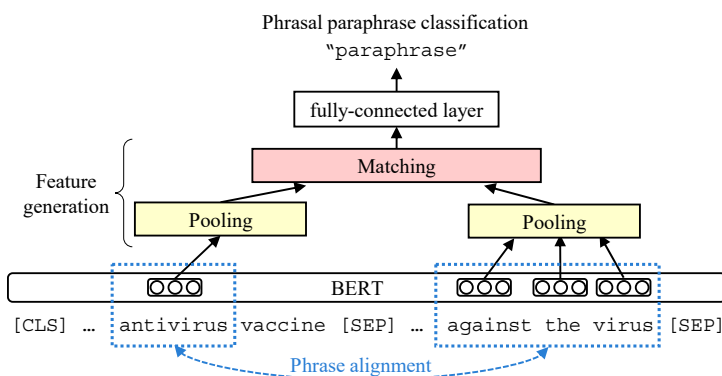 Phrasal paraphrase classification
"paraphrase"
fully-connected layer
Matching
Feature
generation
Pooling
Pooling
BERT
[CLS] … antivirus vaccine [SEP] … against the virus [SEP]
Phrase alignment